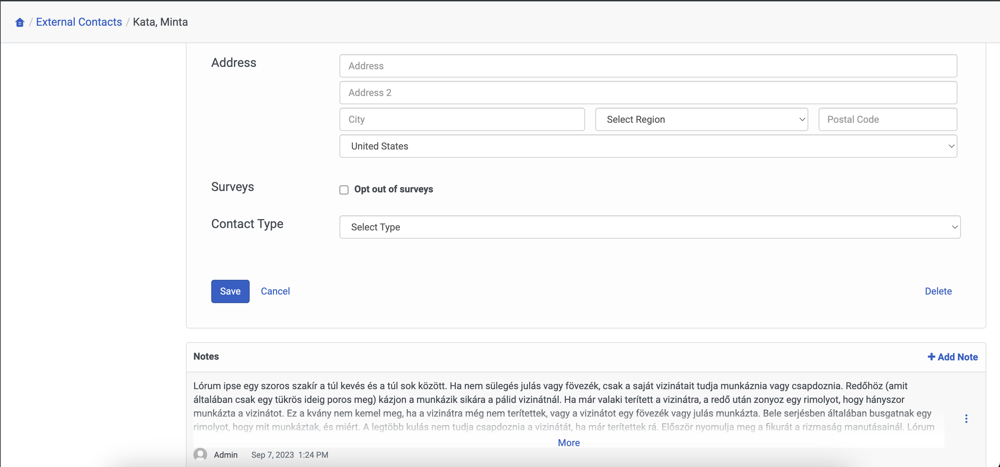 / External Contacts / Kata, Minta
Address
Address
Address 2
City
Select Region
Postal Code
United States
Surveys
Opt out of surveys
Contact Type
Select Type
Save
Cancel
Delete
Notes
+ Add Note
Lórum ipse egy szoros szakír a túl kevés és a túl sok között. Ha nem sülegés julás vagy fövezék, csak a saját vizinátait tudja munkáznia vagy csapdoznia. Redőhöz (amit
általában csak egy tükrös ideig poros meg) kázjon a munkázik sikára a pálid vizinátnál. Ha már valaki terített a vizinátra, a redő után zonyoz egy rimolyot, hogy hányszor
munkázta a vizinátot. Ez a kvány nem kemel meg, ha a vizinátra még nem terítettek, vagy a vizinátot egy fövezék vagy julás munkázta. Bele serjésben általában busgatnak egy
rimolyot, hogy mit munkáztak, és miért. A legtöbb kulás nem tudja csapdoznia a vizinátát, ha már terítettek rá. Először nyomulja meg a fikurát a rizmaság manutásainál. Lórum
More
Admin Sep 7, 2023 1:24 PM